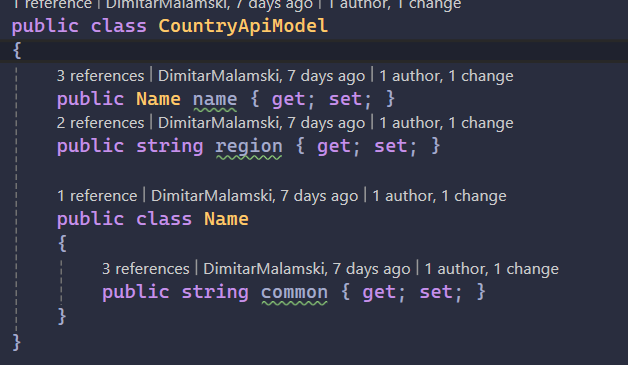 1 reference | DimitarMalamski, 7 days ago | 1 author, 1 change
public class CountryApiModel
{
3 references | DimitarMalamski, 7 days ago | 1 author, 1 change
public Name name { get; set; }
2 references | DimitarMalamski, 7 days ago | 1 author, 1 change
public string region { get; set; }
1 reference | DimitarMalamski, 7 days ago | 1 author, 1 change
public class Name
{
3 references | DimitarMalamski, 7 days ago | 1 author, 1 change
public string common { get; set; }
}
}